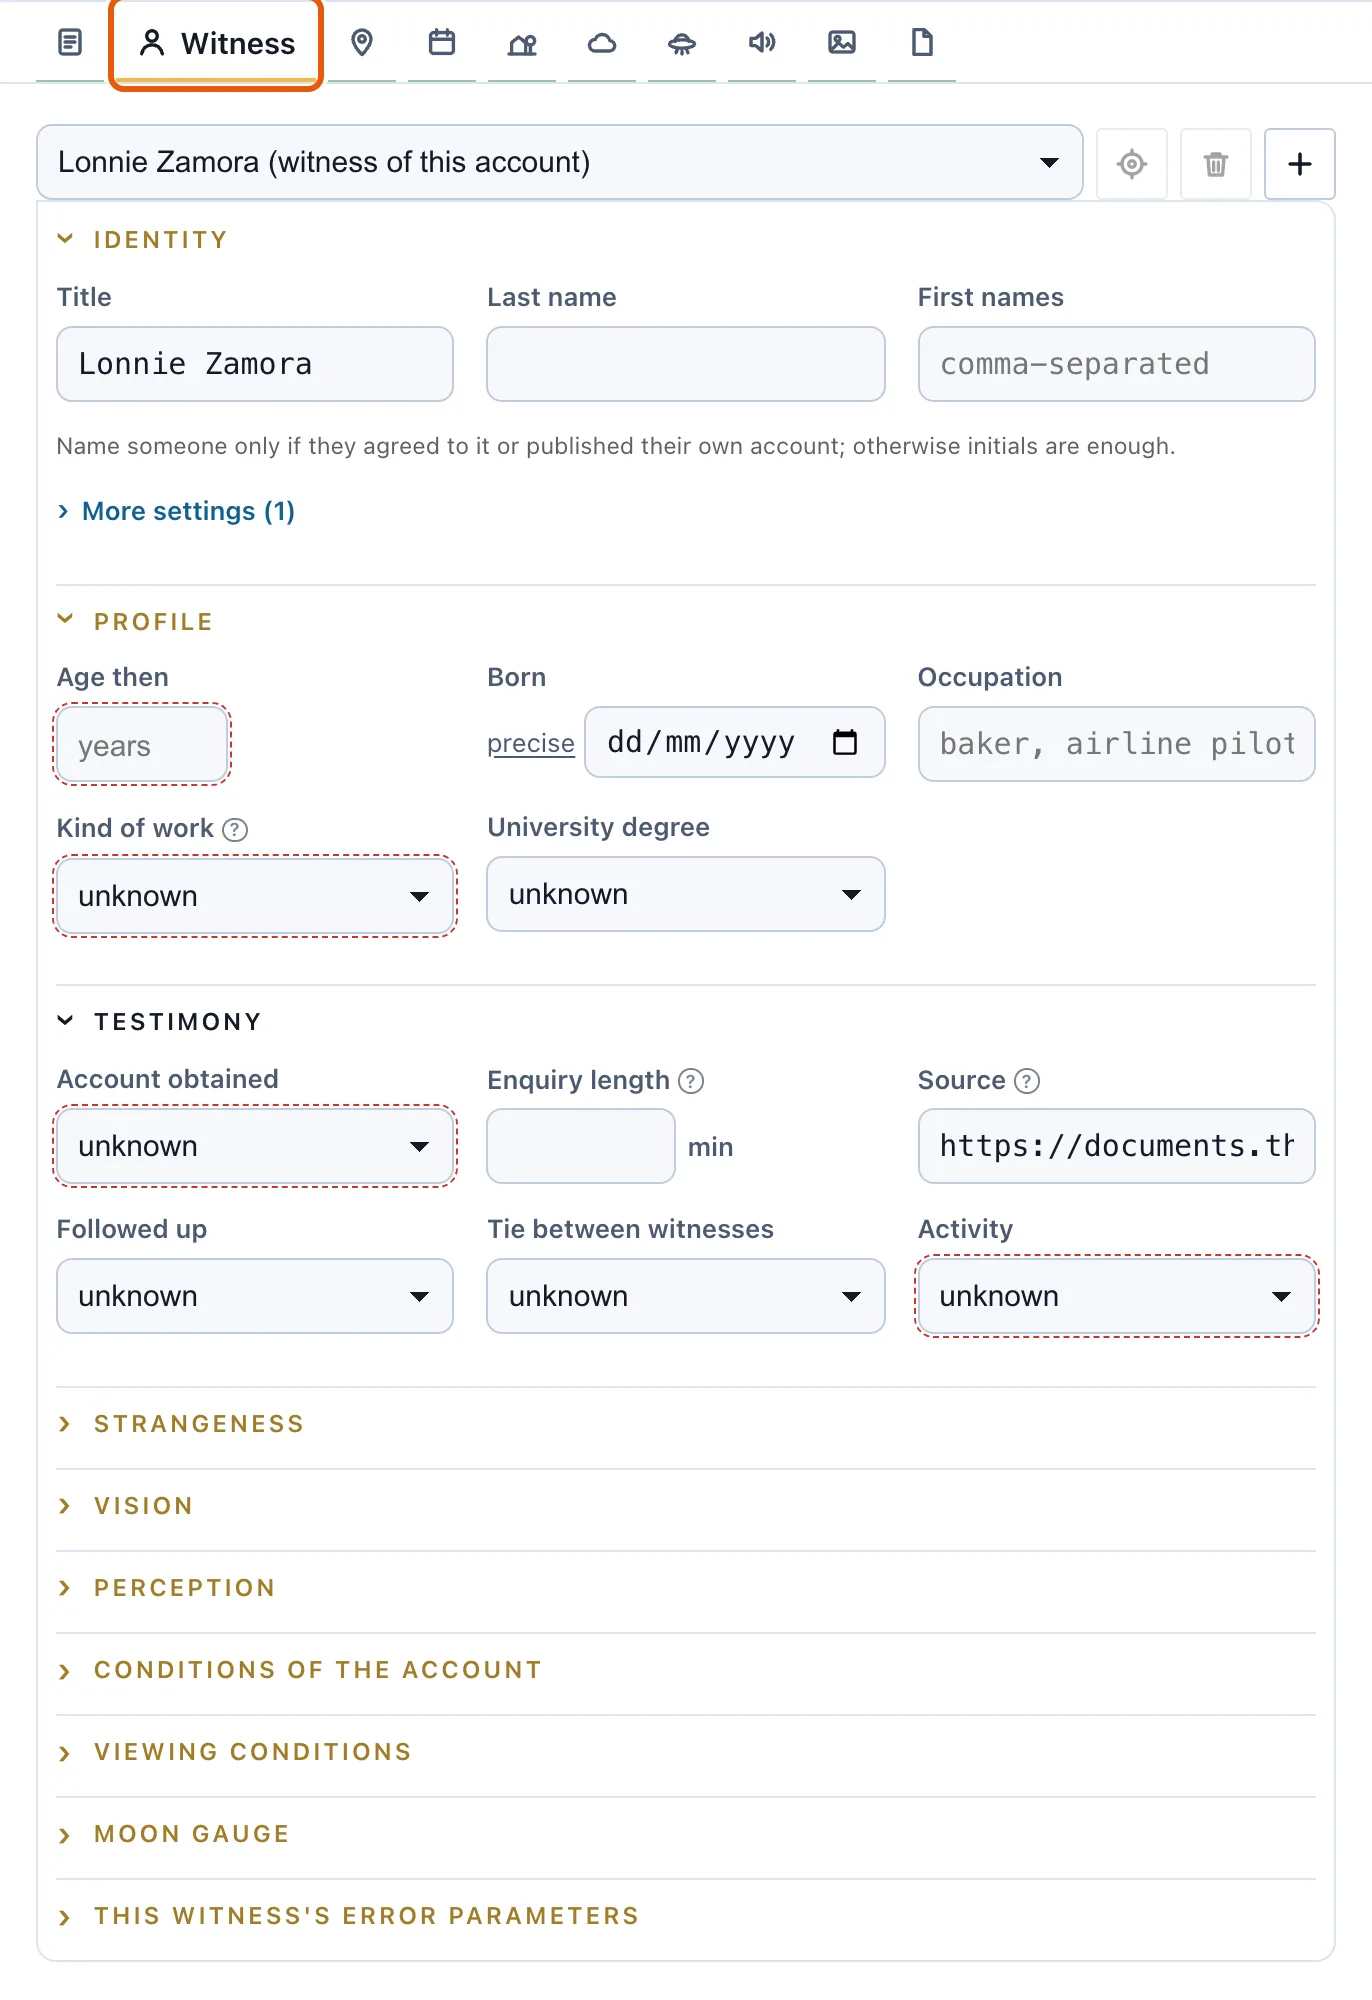 Witness
Lonnie Zamora (witness of this account)
IDENTITY
Title
Last name
First names
Lonnie Zamora
comma-separated
Name someone only if they agreed to it or published their own account; otherwise initials are enough.
More settings (1)
PROFILE
Age then
Born
Occupation
years
precise
dd/mm/yyyy
baker, airline pilot
Kind of work ?
University degree
unknown
unknown
TESTIMONY
Account obtained
Enquiry length ?
Source ?
unknown
min
https://documents.th
Followed up
Tie between witnesses
Activity
unknown
unknown
unknown
STRANGENESS
VISION
PERCEPTION
CONDITIONS OF THE ACCOUNT
VIEWING CONDITIONS
MOON GAUGE
THIS WITNESS'S ERROR PARAMETERS